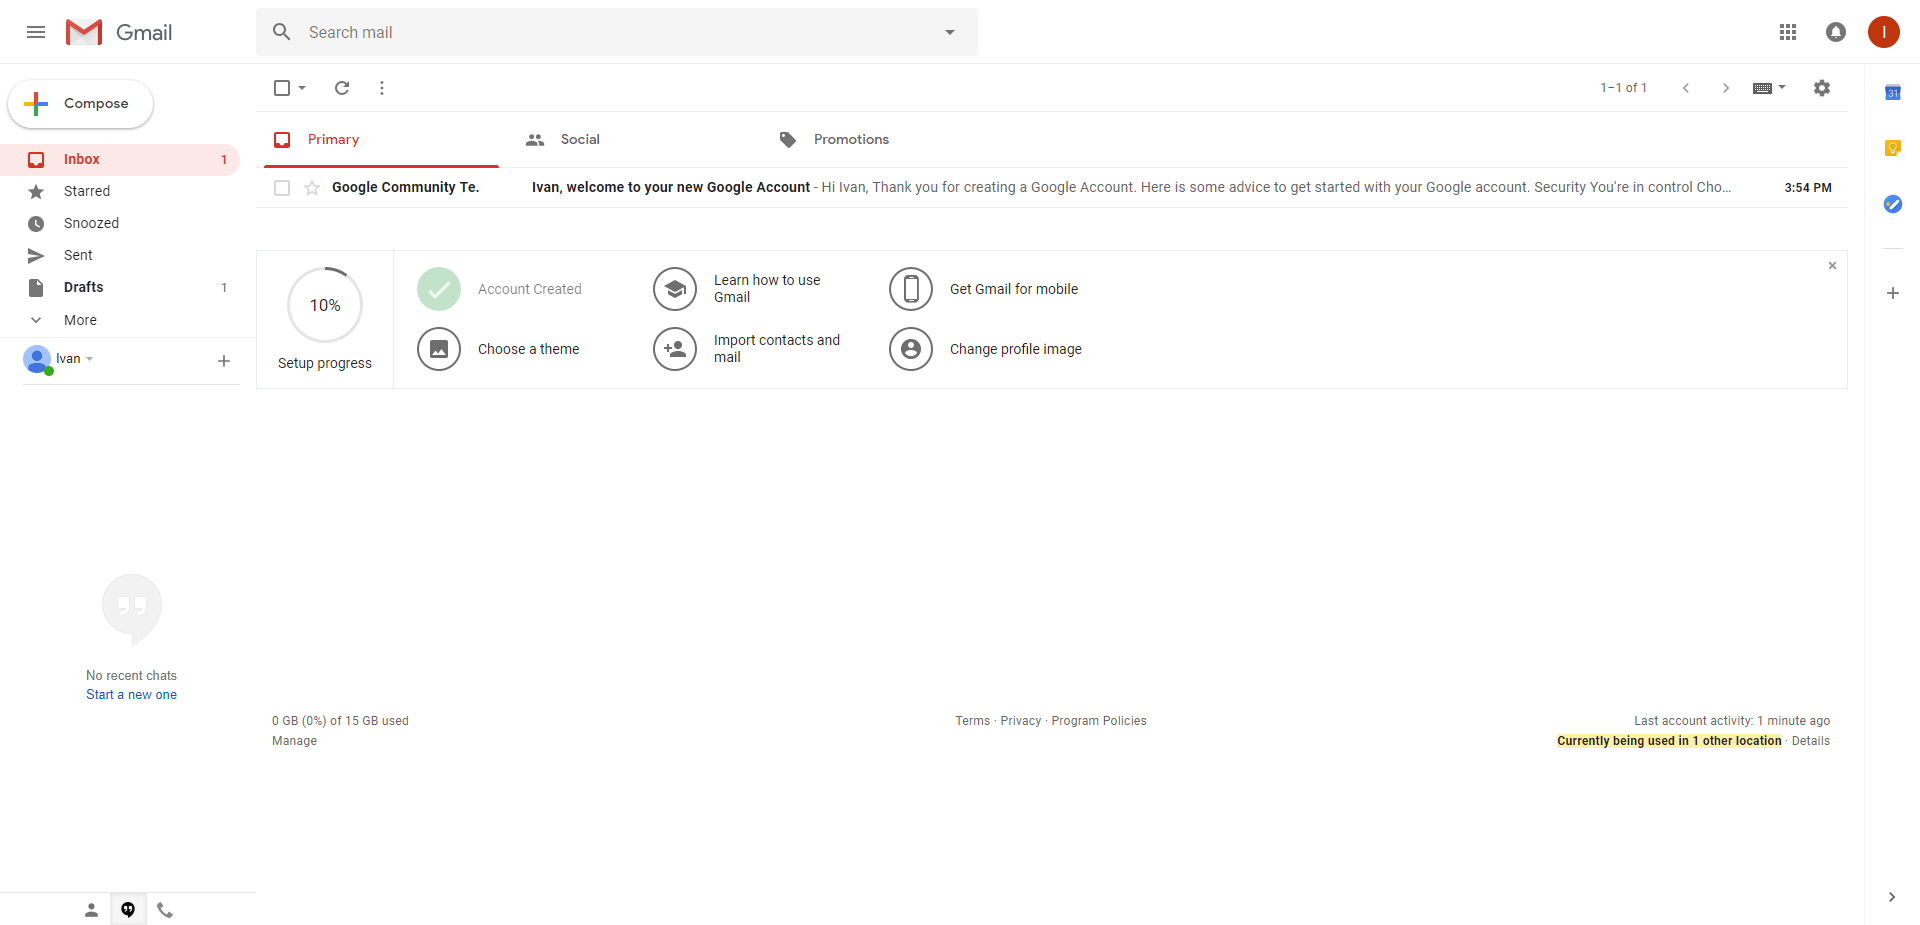 Gmail
Search mail
I
Compose
1–1 of 1
31
Primary
Social
Promotions
Inbox 1
Google Community Te. Ivan, welcome to your new Google Account - Hi Ivan, Thank you for creating a Google Account. Here is some advice to get started with your Google account. Security You're in control Cho... 3:54 PM
Starred
Snoozed
Sent
Drafts 1
More
Ivan
10%
Setup progress
Account Created
Learn how to use
Gmail
Get Gmail for mobile
Choose a theme
Import contacts and
mail
Change profile image
No recent chats
Start a new one
0 GB (0%) of 15 GB used
Manage
Terms · Privacy · Program Policies
Last account activity: 1 minute ago
Currently being used in 1 other location · Details